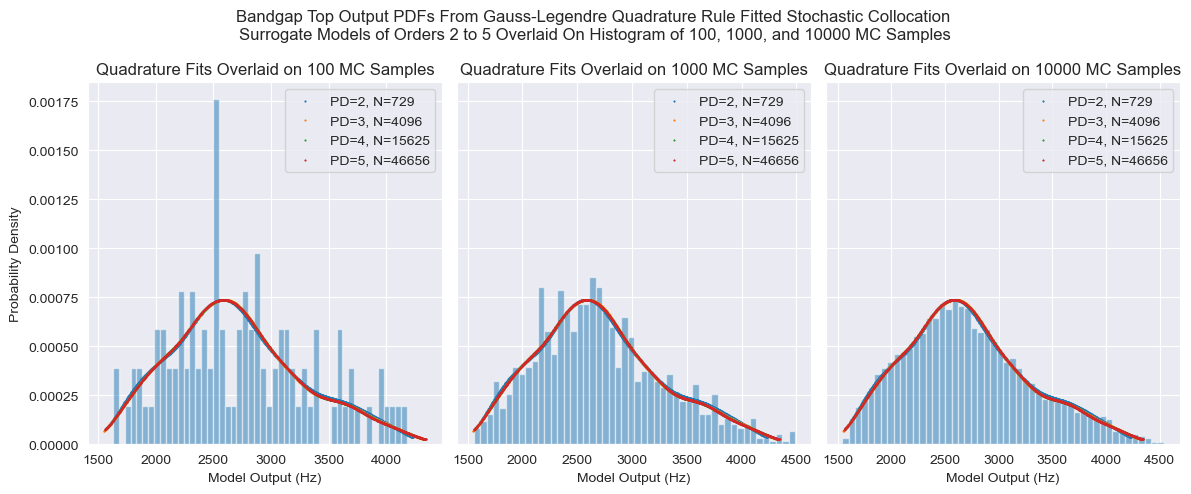 Bandgap Top Output PDFs From Gauss-Legendre Quadrature Rule Fitted Stochastic Collocation
Surrogate Models of Orders 2 to 5 Overlaid On Histogram of 100, 1000, and 10000 MC Samples
Quadrature Fits Overlaid on 100 MC Samples
Probability Density
0.00175
0.00150
0.00125
0.00100
0.00075
0.00050
0.00025
0.00000
PD=2, N=729
PD=3, N=4096
PD=4, N=15625
PD=5, N=46656
1500 2000 2500 3000 3500 4000
Model Output (Hz)
Quadrature Fits Overlaid on 1000 MC Samples
PD=2, N=729
PD=3, N=4096
PD=4, N=15625
PD=5, N=46656
1500 2000 2500 3000 3500 4000 4500
Model Output (Hz)
Quadrature Fits Overlaid on 10000 MC Samples
PD=2, N=729
PD=3, N=4096
PD=4, N=15625
PD=5, N=46656
1500 2000 2500 3000 3500 4000 4500
Model Output (Hz)